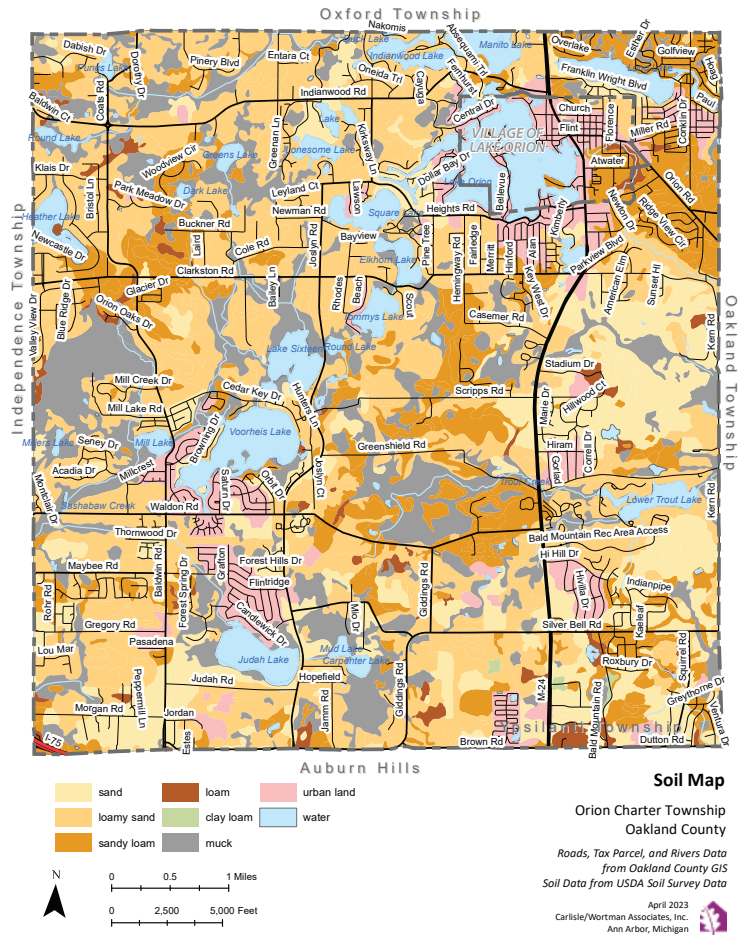 Oxford Township
Nakomis
Buck Lake
Absequami Trl
Manito Lake
Overlake
Esther Dr
Golfview
Dabish Dr
Dorothy Dr
Pinery Blvd
Entara Ct
Indianwood Lake
Fernhurst
Heag
Oneida Trl
Cayuga
Franklin Wright Blvd
Paul
Baldwin Ct
Coats Rd
Indianwood Rd
Central Dr
Church
Florence
Conklin Dr
Flint
Miller Rd
VILLAGE OF
LAKE ORION
Round Lake
Greenan Ln
Lake
Kirksway Ln
Lonesome Lake
Greens Lake
Woodview Cir
Atwater
Klais Dr
Bristol Ln
Park Meadow Dr
Dark Lake
Leyland Ct
Lawson
Dollar Bay Dr
Lake Orion
Bellevue
Orion Rd
Heather Lake
Newman Rd
Square Lake
Heights Rd
Kimberly
Newton Dr
Ridge View Cir
Buckner Rd
Laird
Cole Rd
Joslyn Rd
Bayview
Pine Tree
Newcastle Dr
Elkhorn Lake
Hemingway Rd
Fairledge
Merritt
Hinford
Alan
Parkview Blvd
Clarkston Rd
Bailey Ln
Rhodes
Beach
Scout
Key West Dr
American Elm
Sunset Hl
Glacier Dr
Orion Oaks Dr
Blue Ridge Dr
Valley View Dr
Tommys Lake
Casemer Rd
Kern Rd
Lake Sixteen
Round Lake
Independence Township
Oakland Township
Mill Creek Dr
Cedar Key Dr
Stadium Dr
Hillwood Ct
Scripps Rd
Marie Dr
Mill Lake Rd
Hunters Ln
Browning Dr
Voorheis Lake
Seney Dr
Mill Lake
Greenshield Rd
Hiram
Correll Dr
Gorlad
Acadia Dr
Millcrest
Joslyn Ct
Orbit Dr
Saturn Dr
Trout Creek
Montclair Dr
Sashabaw Creek
Waldon Rd
Lower Trout Lake
Kern Rd
Thornwood Dr
Bald Mountain Rec Area Access
Maybee Rd
Baldwin Rd
Grafton
Forest Hills Dr
Hi Hill Dr
Flintridge
Forest Spring Dr
Giddings Rd
Hivilla Dr
Indianpipe
Rohr Rd
Candlewick Dr
Mio Dr
Kaeleaf
Gregory Rd
Silver Bell Rd
Pasadena
Lou Mar
Mud Lake
Carpenter Lake
Judah Lake
Roxbury Dr
Squirrel Rd
Judah Rd
Hopefield
Peppermill Ln
Giddings Rd
M-24
Greythorne Dr
Morgan Rd
Jordan
Jamm Rd
Bald Mountain Rd
Ventura Dr
Ypsilanti Township
I-75
Estes
Brown Rd
Dutton Rd
Auburn Hills
sand
loamy sand
sandy loam
loam
clay loam
muck
urban land
water
Soil Map
Orion Charter Township
Oakland County
Roads, Tax Parcel, and Rivers Data
from Oakland County GIS
Soil Data from USDA Soil Survey Data
N
0 0.5 1 Miles
0 2,500 5,000 Feet
April 2023
Carlisle/Wortman Associates, Inc.
Ann Arbor, Michigan